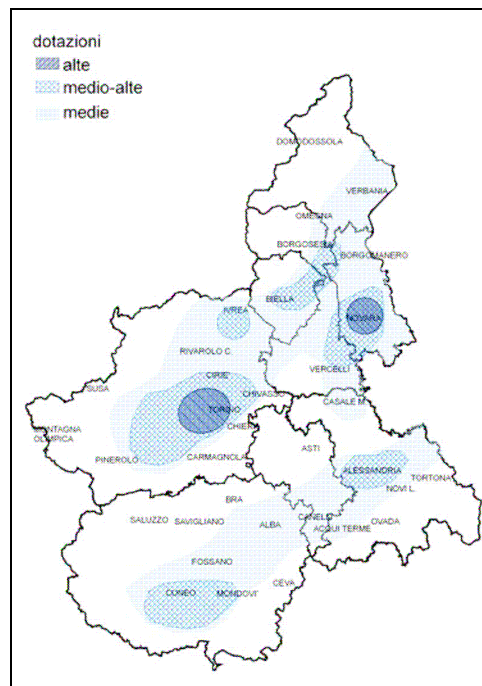 dotazioni
alte
medio-alte
medie
DOMODOSSOLA
VERBANIA
OMEGNA
BORGOSESIA
BORGOMANERO
BIELLA
IVREA
NOVARA
RIVAROLO C.
VERCELLI
CIRIE'
SUSA
CHIVASSO
CASALE M.
TORINO
CHIERI
MONTAGNA
OLIMPICA
ASTI
PINEROLO
CARMAGNOLA
ALESSANDRIA
TORTONA
NOVI L.
BRA
CANELLI
SALUZZO
SAVIGLIANO
ALBA
OVADA
ACQUI TERME
FOSSANO
CEVA
CUNEO
MONDOVI'